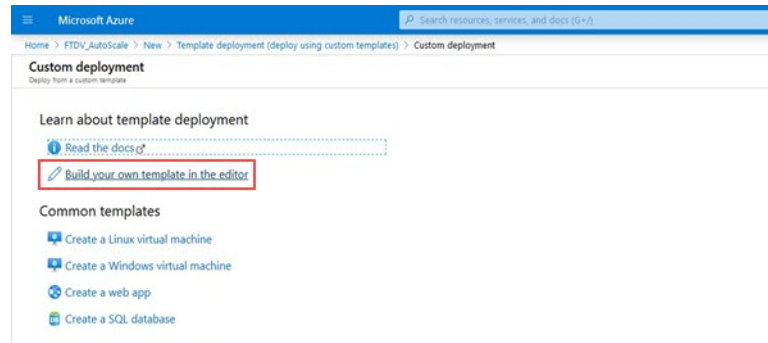 Microsoft Azure
Search resources, services, and docs (G+/)
Home > FTDV_AutoScale > New > Template deployment (deploy using custom templates) > Custom deployment
Custom deployment
Deploy from a custom template
Learn about template deployment
Read the docs
Build your own template in the editor
Common templates
Create a Linux virtual machine
Create a Windows virtual machine
Create a web app
Create a SQL database